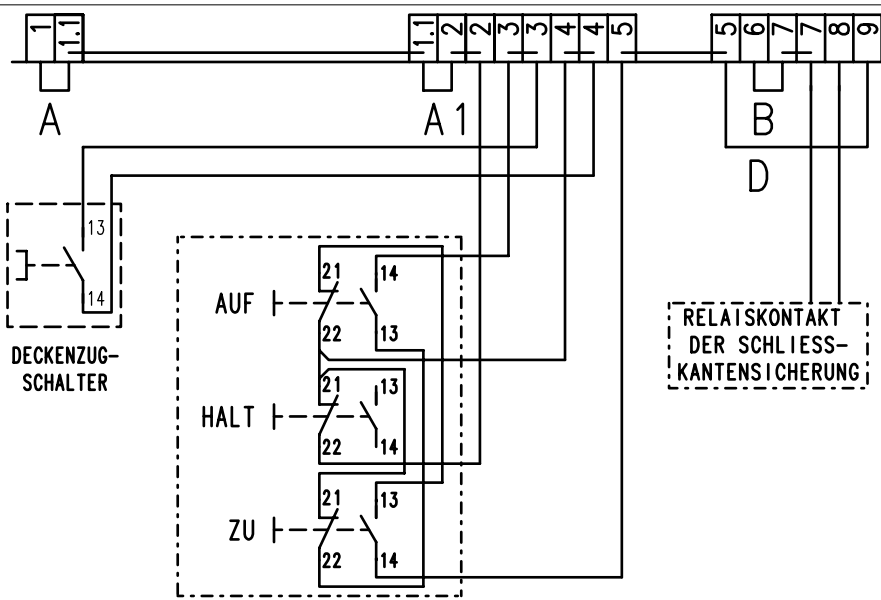 1 1.1 1.1 2 2 3 3 4 4 5 5 6 7 7 8 9
A A1 B
D
13
14
DECKENZUG-
SCHALTER
21 14
AUF
22 13
21 13
HALT
22 14
21 13
ZU
22 14
RELAISKONTAKT
DER SCHLIESS-
KANTENSICHERUNG